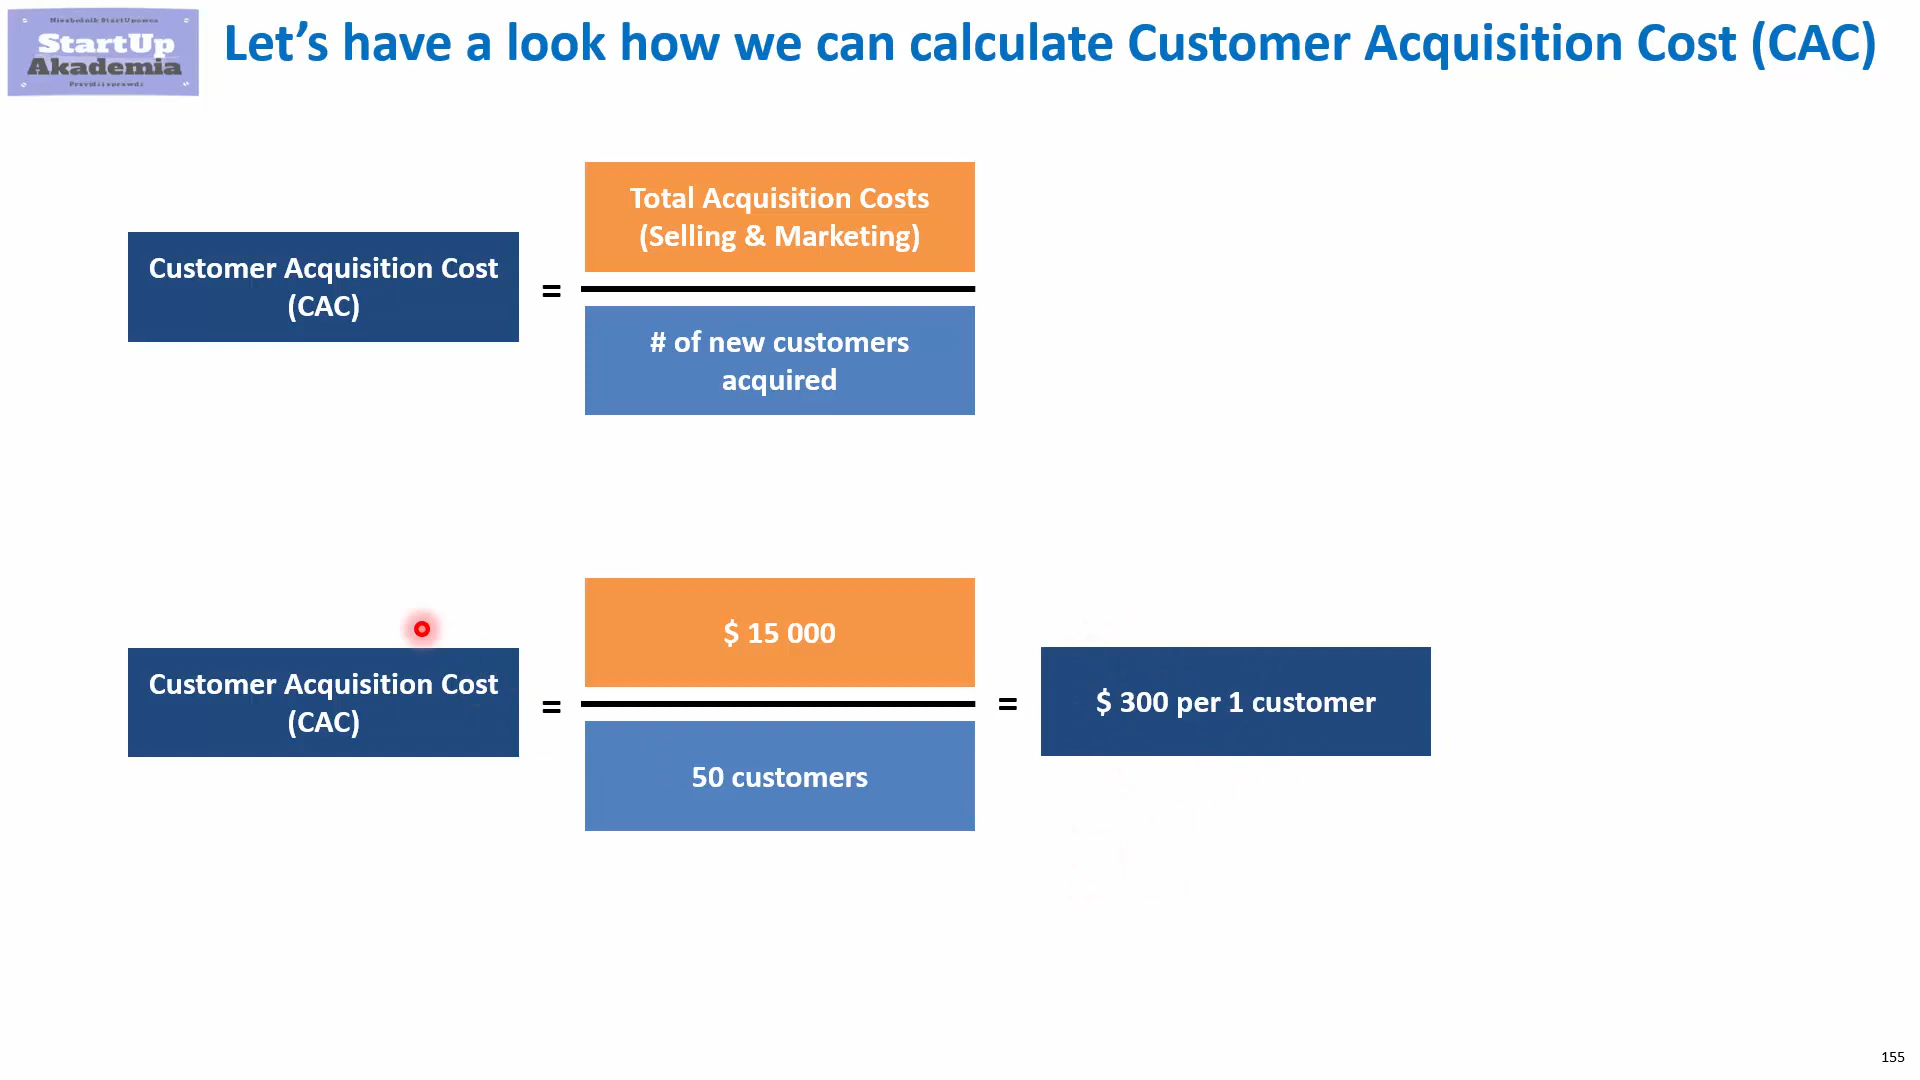 Niezbędnik StartUpowca
StartUp
Akademia
Let’s have a look how we can calculate Customer Acquisition Cost (CAC)
Total Acquisition Costs
(Selling & Marketing)
Customer Acquisition Cost
(CAC)
=
# of new customers
acquired
$ 15 000
Customer Acquisition Cost
(CAC)
=
50 customers
=
$ 300 per 1 customer
155